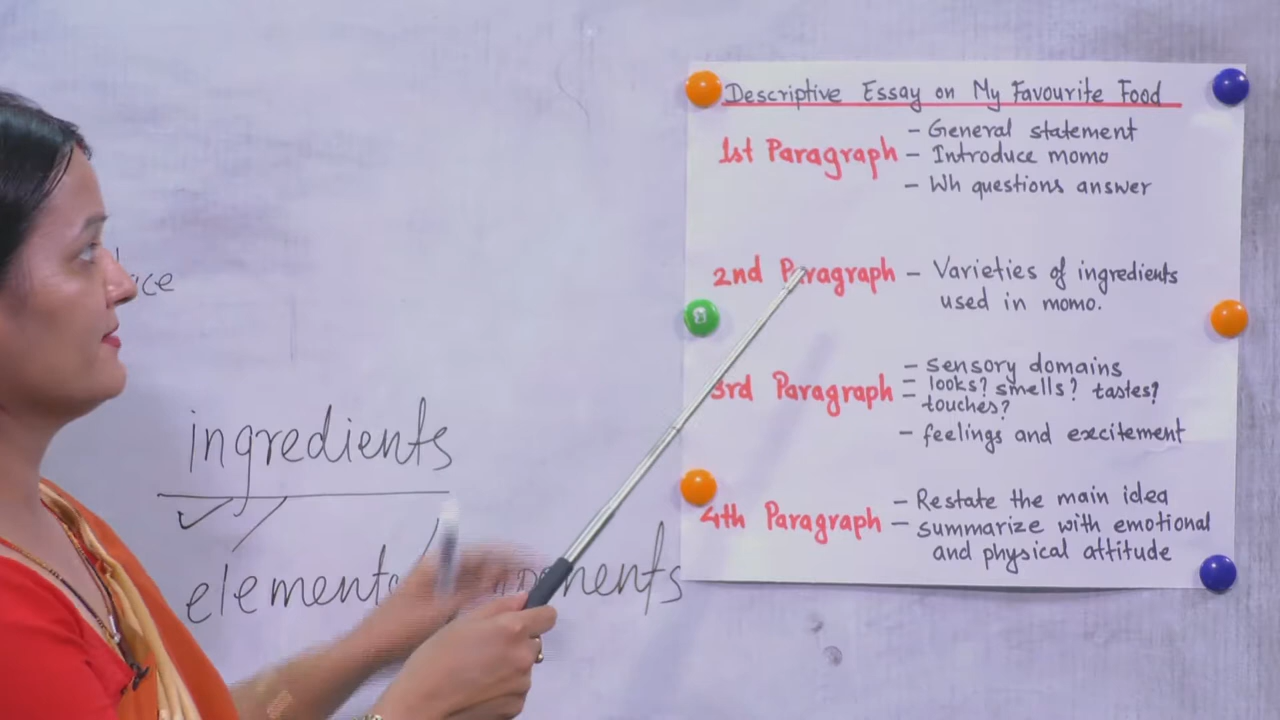 Descriptive Essay on My Favourite Food
1st Paragraph
- General statement
- Introduce momo
- Wh questions answer
2nd Paragraph
- Varieties of ingredients
used in momo.
3rd Paragraph
- sensory domains
- looks? smells? tastes?
- touches?
- feelings and excitement
4th Paragraph
- Restate the main idea
- summarize with emotional
and physical attitude
ingredients